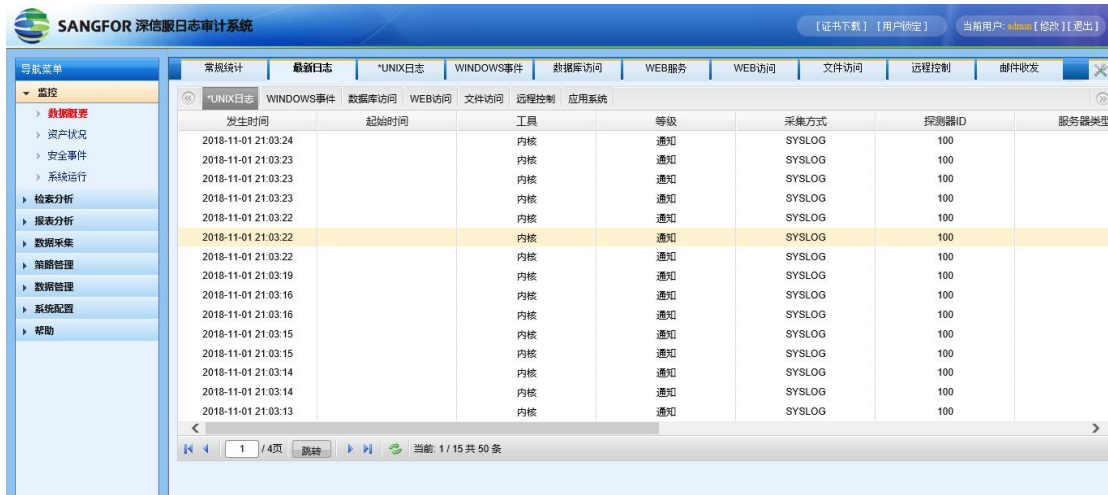 SANGFOR 深信服日志审计系统
[证书下载] [用户锁定] 当前用户: admin [修改][退出]
导航菜单
监控
数据概要
资产状况
安全事件
系统运行
检索分析
报表分析
数据采集
策略管理
数据管理
系统配置
帮助
常规统计 最新日志 *UNIX日志 WINDOWS事件 数据库访问 WEB服务 WEB访问 文件访问 远程控制 邮件收发
*UNIX日志 WINDOWS事件 数据库访问 WEB访问 文件访问 远程控制 应用系统
发生时间 起始时间 工具 等级 采集方式 探测器ID 服务器类型
2018-11-01 21:03:24 内核 通知 SYSLOG 100
2018-11-01 21:03:23 内核 通知 SYSLOG 100
2018-11-01 21:03:23 内核 通知 SYSLOG 100
2018-11-01 21:03:23 内核 通知 SYSLOG 100
2018-11-01 21:03:22 内核 通知 SYSLOG 100
2018-11-01 21:03:22 内核 通知 SYSLOG 100
2018-11-01 21:03:22 内核 通知 SYSLOG 100
2018-11-01 21:03:19 内核 通知 SYSLOG 100
2018-11-01 21:03:16 内核 通知 SYSLOG 100
2018-11-01 21:03:16 内核 通知 SYSLOG 100
2018-11-01 21:03:15 内核 通知 SYSLOG 100
2018-11-01 21:03:15 内核 通知 SYSLOG 100
2018-11-01 21:03:14 内核 通知 SYSLOG 100
2018-11-01 21:03:14 内核 通知 SYSLOG 100
2018-11-01 21:03:13 内核 通知 SYSLOG 100
1 / 4页 跳转 当前: 1 / 15 共 50 条